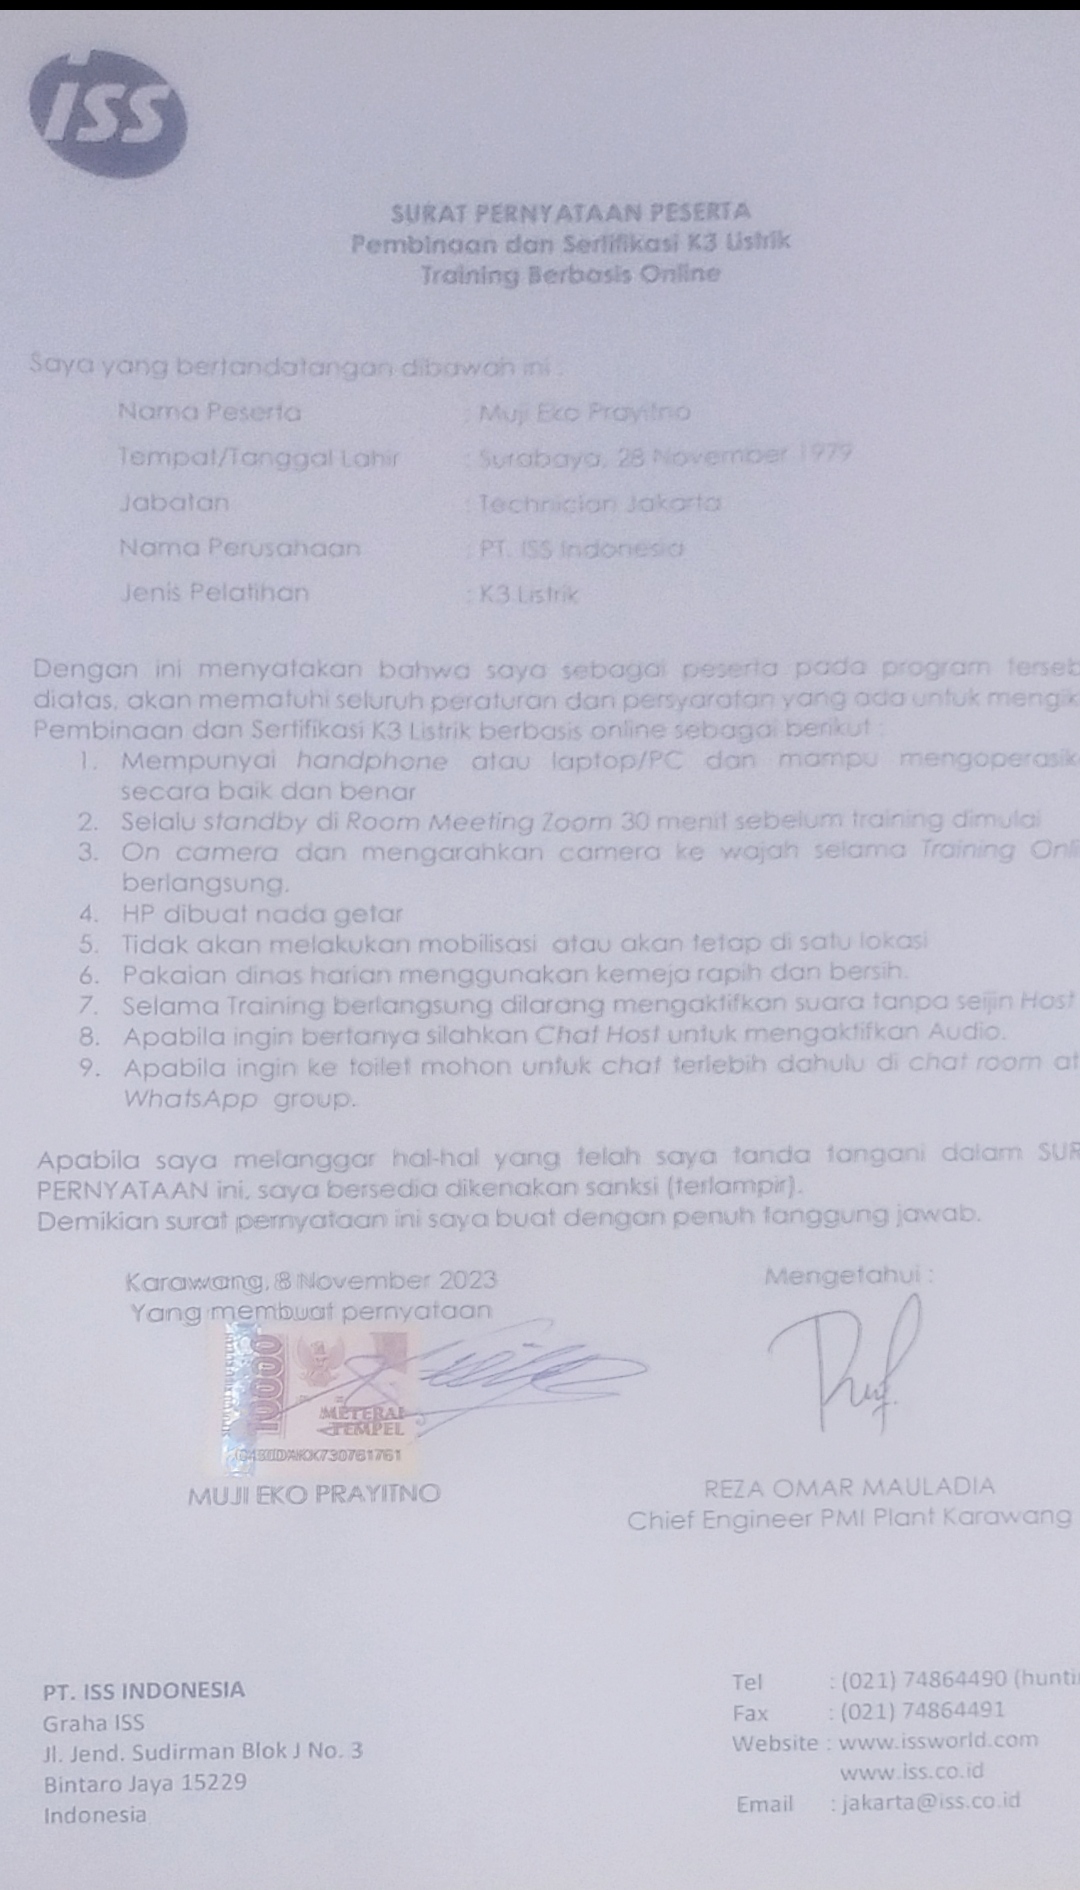 iss
SURAT PERNYATAAN PESERTA
Pembinaan dan Sertifikasi K3 Listrik
Training Berbasis Online
Saya yang bertandatangan dibawah ini :
Nama Peserta : Muji Eko Prayitno
Tempat/Tanggal Lahir : Surabaya, 28 November 1979
Jabatan : Technician Jakarta
Nama Perusahaan : PT. ISS Indonesia
Jenis Pelatihan : K3 Listrik
Dengan ini menyatakan bahwa saya sebagai peserta pada program terseb
diatas, akan mematuhi seluruh peraturan dan persyaratan yang ada untuk mengik
Pembinaan dan Sertifikasi K3 Listrik berbasis online sebagai berikut :
1. Mempunyai handphone atau laptop/PC dan mampu mengoperasik
secara baik dan benar
2. Selalu standby di Room Meeting Zoom 30 menit sebelum training dimulai
3. On camera dan mengarahkan camera ke wajah selama Training Onli
berlangsung.
4. HP dibuat nada getar
5. Tidak akan melakukan mobilisasi atau akan tetap di satu lokasi
6. Pakaian dinas harian menggunakan kemeja rapih dan bersih.
7. Selama Training berlangsung dilarang mengaktifkan suara tanpa seijin Host
8. Apabila ingin bertanya silahkan Chat Host untuk mengaktifkan Audio.
9. Apabila ingin ke toilet mohon untuk chat terlebih dahulu di chat room at
WhatsApp group.
Apabila saya melanggar hal-hal yang telah saya tanda tangani dalam SUR
PERNYATAAN ini, saya bersedia dikenakan sanksi (terlampir).
Demikian surat pernyataan ini saya buat dengan penuh tanggung jawab.
Karawang, 8 November 2023
Yang membuat pernyataan
Mengetahui :
10000
METERAI
TEMPEL
MUJI EKO PRAYITNO
REZA OMAR MAULADIA
Chief Engineer PMI Plant Karawang
PT. ISS INDONESIA
Graha ISS
Jl. Jend. Sudirman Blok J No. 3
Bintaro Jaya 15229
Indonesia
Tel : (021) 74864490 (hunti
Fax : (021) 74864491
Website : www.issworld.com
www.iss.co.id
Email : jakarta@iss.co.id